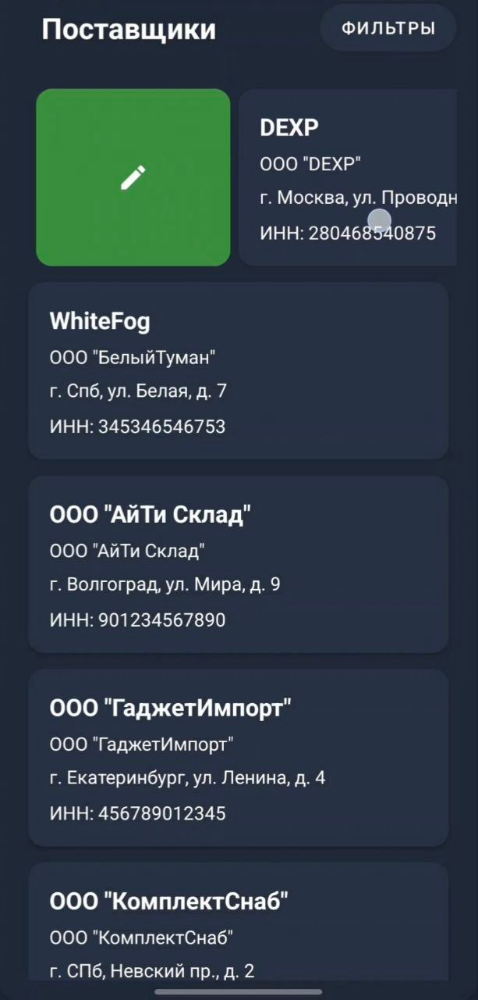 Поставщики
ФИЛЬТРЫ
DEXP
ООО "DEXP"
г. Москва, ул. Проводн
ИНН: 280468540875
WhiteFog
ООО "БелыйТуман"
г. Спб, ул. Белая, д. 7
ИНН: 345346546753
ООО "АйТи Склад"
ООО "АйТи Склад"
г. Волгоград, ул. Мира, д. 9
ИНН: 901234567890
ООО "ГаджетИмпорт"
ООО "ГаджетИмпорт"
г. Екатеринбург, ул. Ленина, д. 4
ИНН: 456789012345
ООО "КомплектСнаб"
ООО "КомплектСнаб"
г. СПб, Невский пр., д. 2